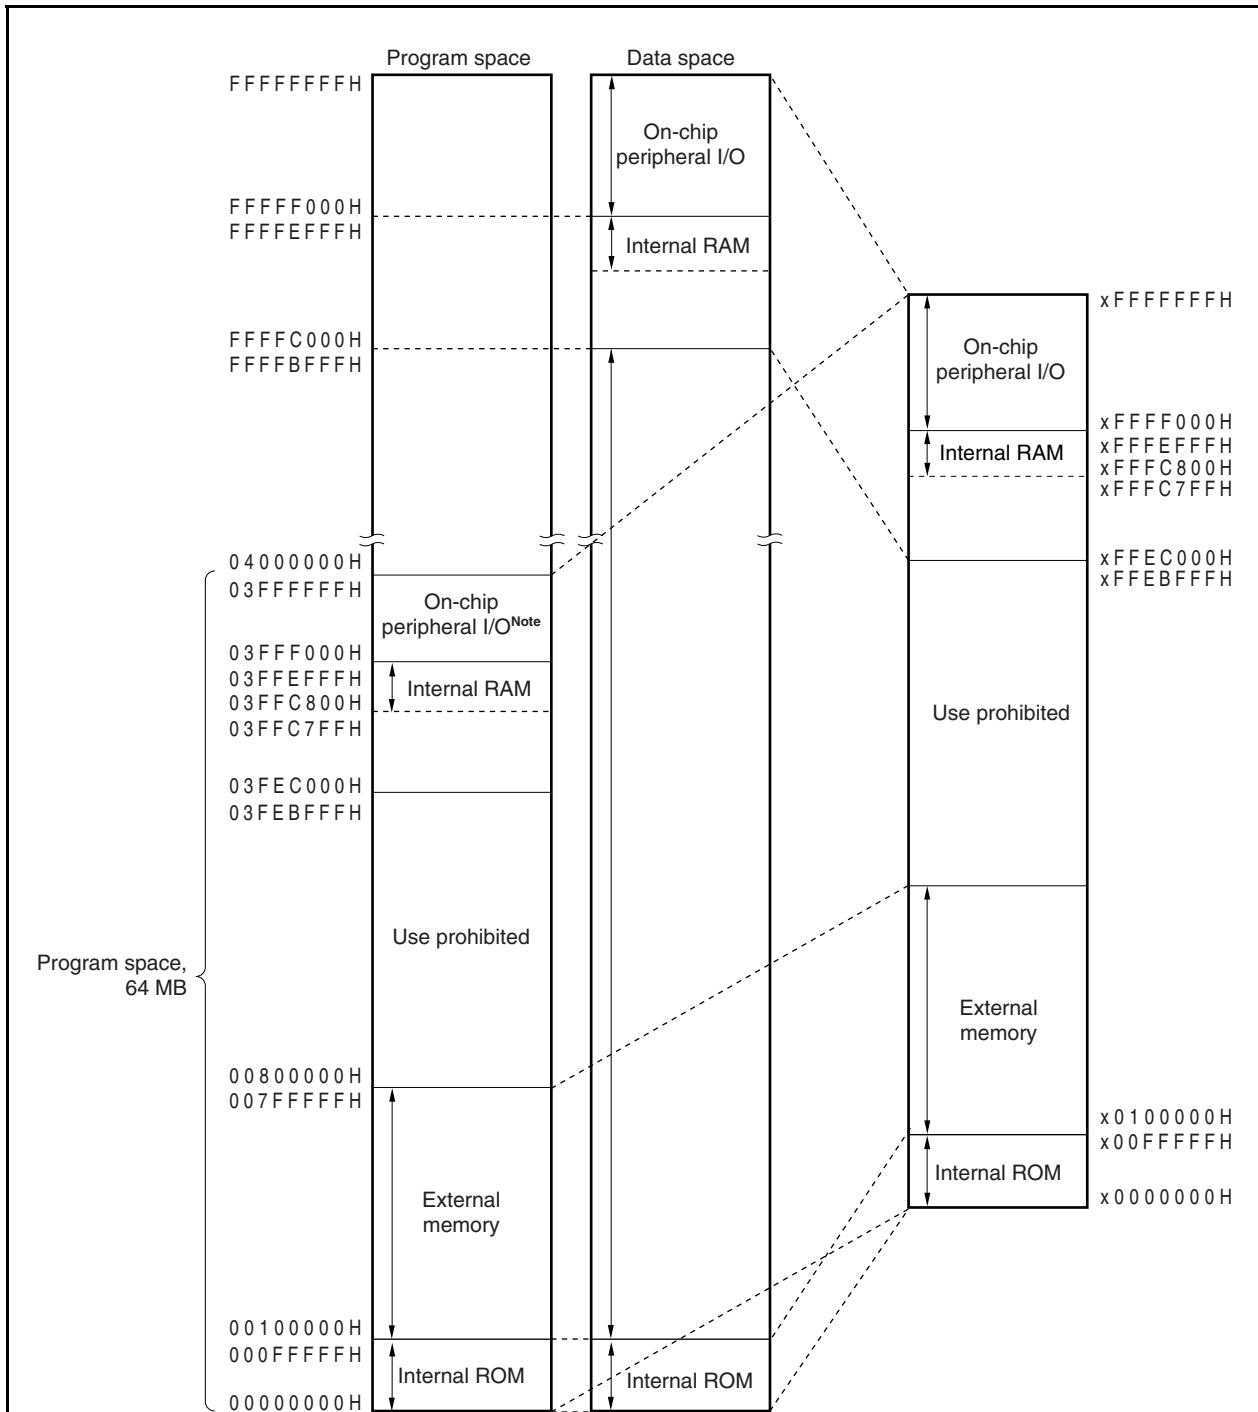 Program space
Data space
FFFFFFFFH
On-chip
peripheral I/O
FFFFF000H
FFFFEFFFH
Internal RAM
xFFFFFFFH
FFFFC000H
FFFFBFFFH
On-chip
peripheral I/O
xFFFF000H
xFFFEFFFH
Internal RAM
xFFFC800H
xFFFC7FFH
04000000H
03FFFFFFH
xFFEC000H
xFFEBFFFH
On-chip
peripheral I/ONote
03FFF000H
03FFEFFFH
Internal RAM
03FFC800H
03FFC7FFH
Use prohibited
03FEC000H
03FEBFFFH
Use prohibited
Program space,
64 MB
External
memory
00800000H
007FFFFFH
x0100000H
x00FFFFFH
Internal ROM
x0000000H
External
memory
00100000H
000FFFFFH
Internal ROM
Internal ROM
00000000H